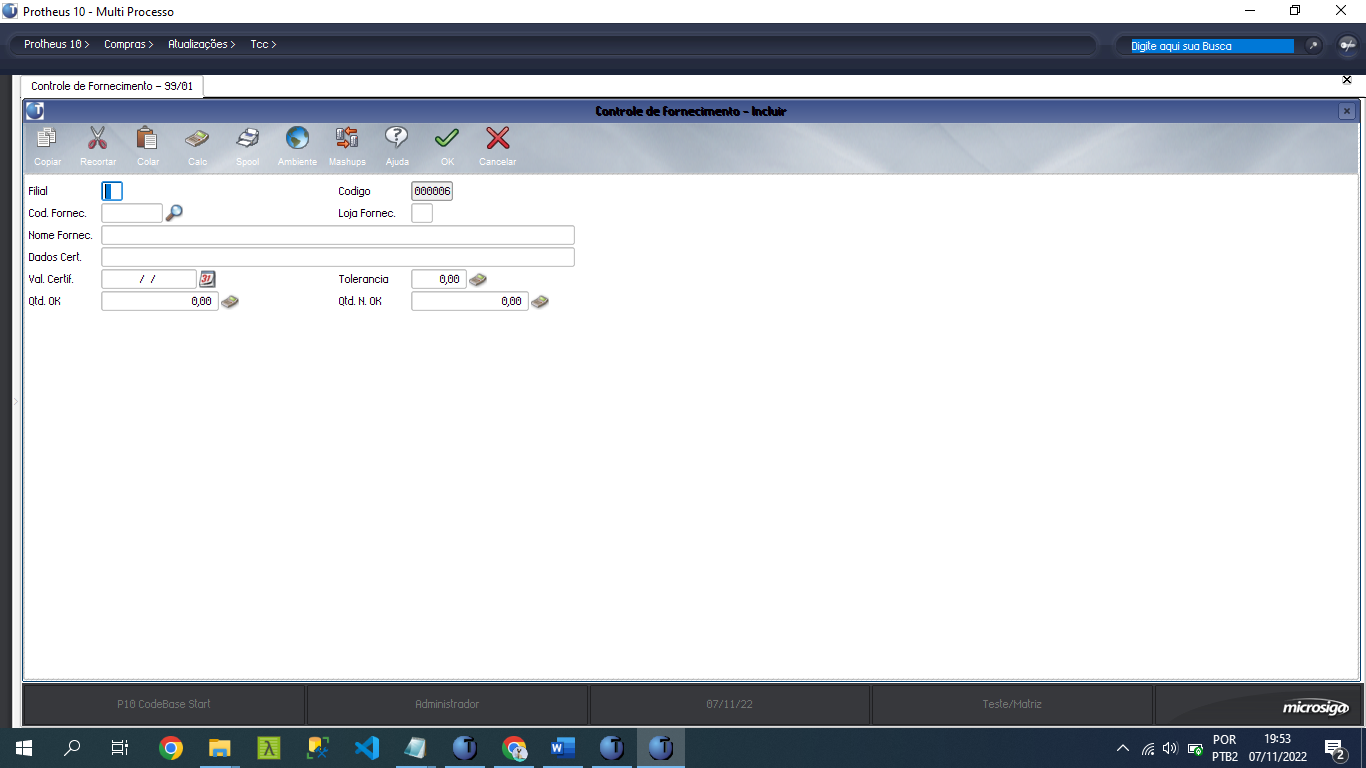 Protheus 10 - Multi Processo
Protheus 10 > Compras > Atualizações > Tcc >
Digite aqui sua Busca
Controle de Fornecimento - 99/01
Controle de Fornecimento - Incluir
Copiar Recortar Colar Calc Spool Ambiente Mashups Ajuda OK Cancelar
Filial Codigo 000006
Cod. Fornec. Loja Fornec.
Nome Fornec.
Dados Cert.
Val. Certif. / / 31 Tolerancia 0,00
Qtd. OK 0,00 Qtd. N. OK 0,00
P10 CodeBase Start Administrador 07/11/22 Teste/Matriz microsiga
POR 19:53
PTB2 07/11/2022 2